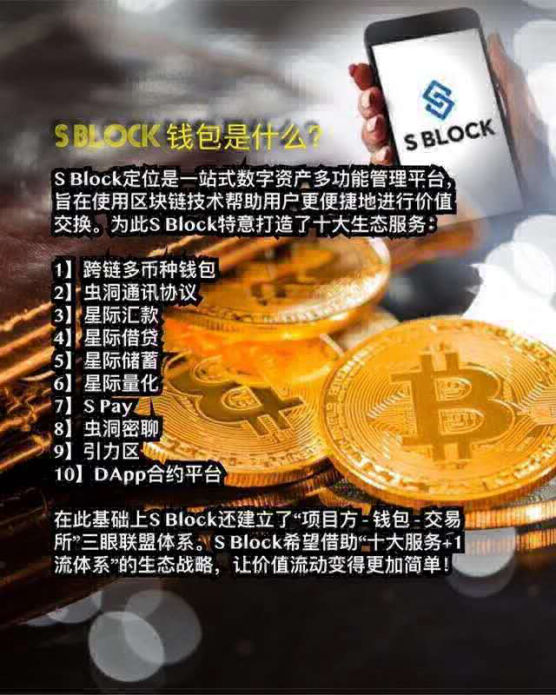 S BLOCK
S BLOCK 钱包是什么?
S Block定位是一站式数字资产多功能管理平台,
旨在使用区块链技术帮助用户更便捷地进行价值
交换。为此S Block特意打造了十大生态服务:
1】跨链多币种钱包
2】虫洞通讯协议
3】星际汇款
4】星际借贷
5】星际储蓄
6】星际量化
7】S Pay
8】虫洞密聊
9】引力区
10】DApp合约平台
在此基础上S Block还建立了“项目方-钱包-交易
所”三眼联盟体系。S Block希望借助“十大服务+1
流体系”的生态战略，让价值流动变得更加简单!